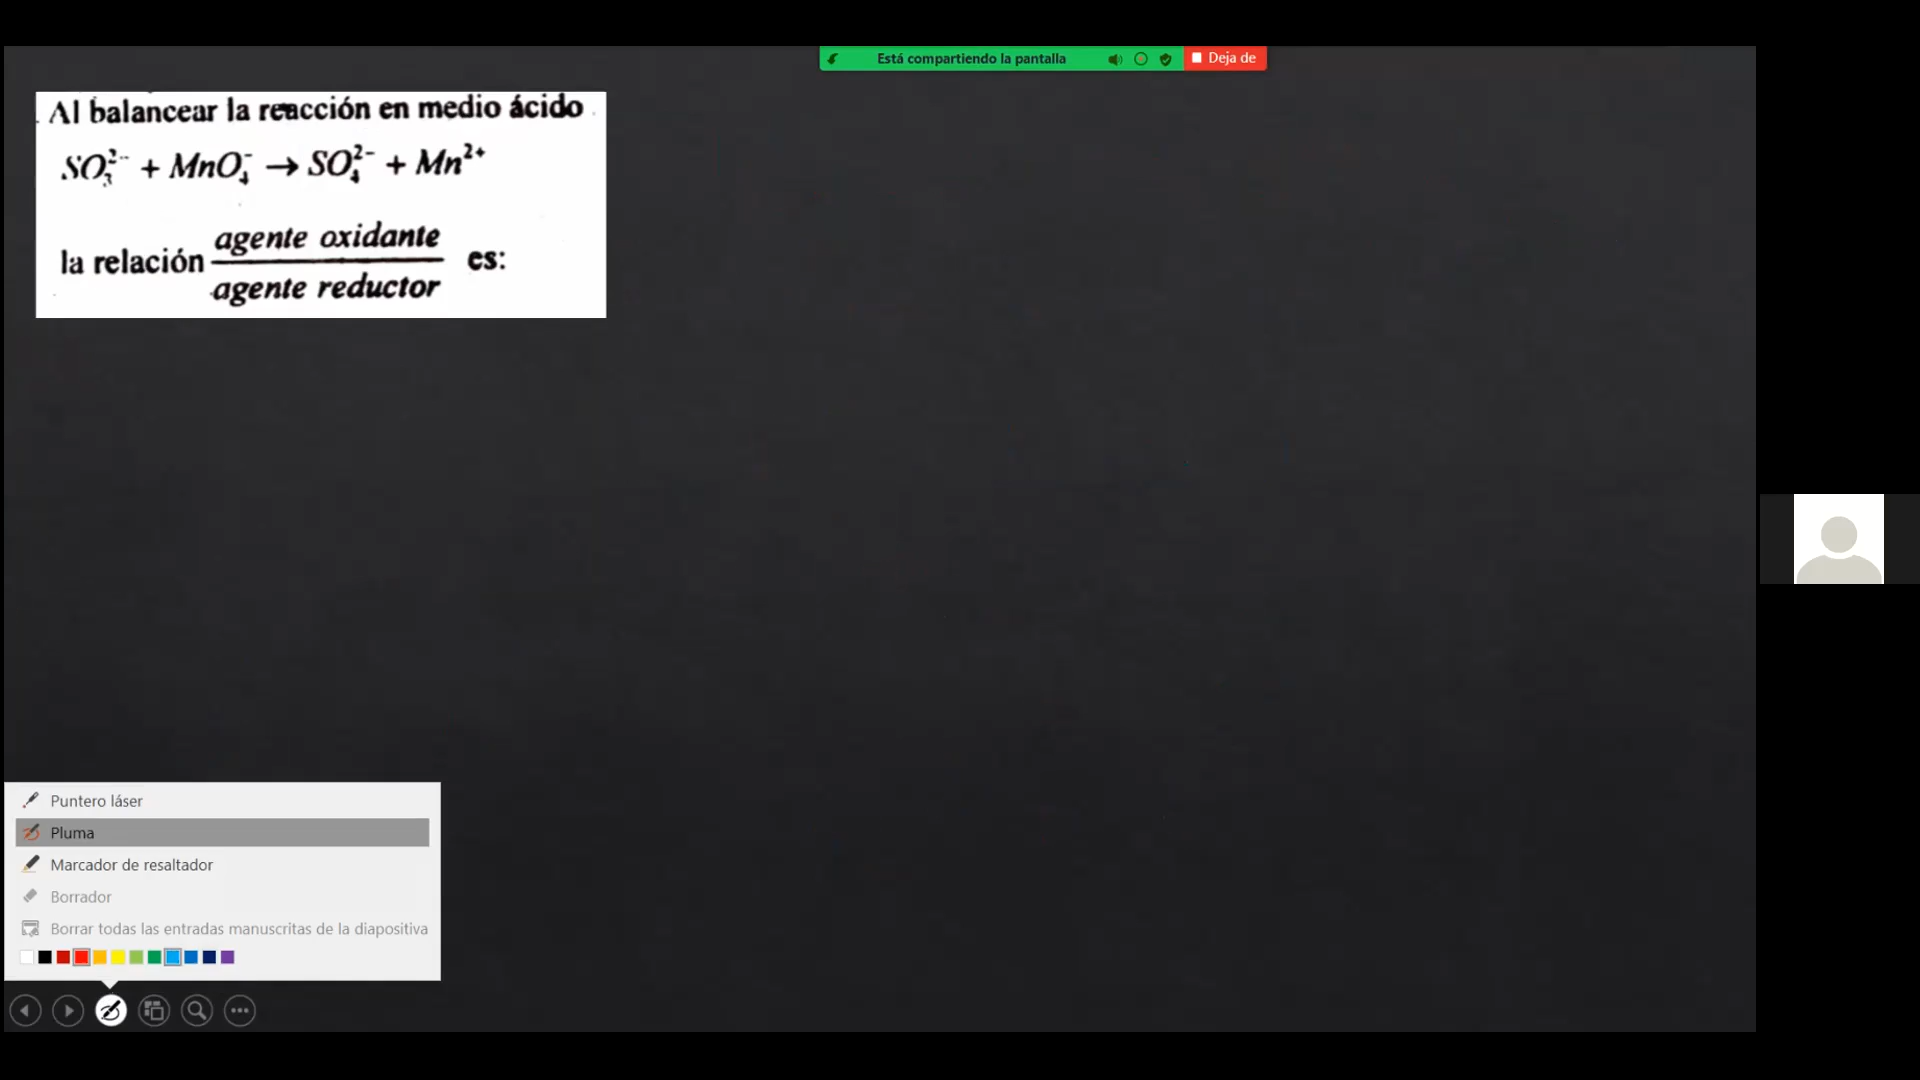 Está compartiendo la pantalla
Deja de
Al balancear la reacción en medio ácido
SO₃²⁻ + MnO₄⁻ → SO₄²⁻ + Mn²⁺
la relación agente oxidante / agente reductor es:
Puntero láser
Pluma
Marcador de resaltador
Borrador
Borrar todas las entradas manuscritas de la diapositiva